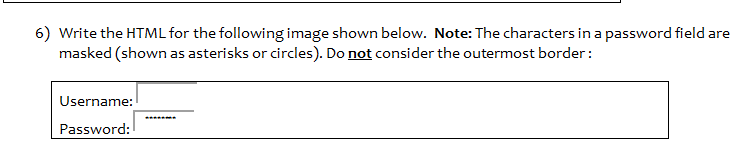 6) Write the HTML for the following image shown below. Note: The characters in a password field are
masked (shown as asterisks or circles). Do not consider the outermost border :
Username:
Password: ********